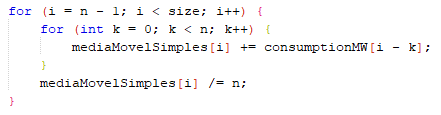 for (i = n - 1; i < size; i++) {
    for (int k = 0; k < n; k++) {
        mediaMovelSimples[i] += consumptionMW[i - k];
    }
    mediaMovelSimples[i] /= n;
}